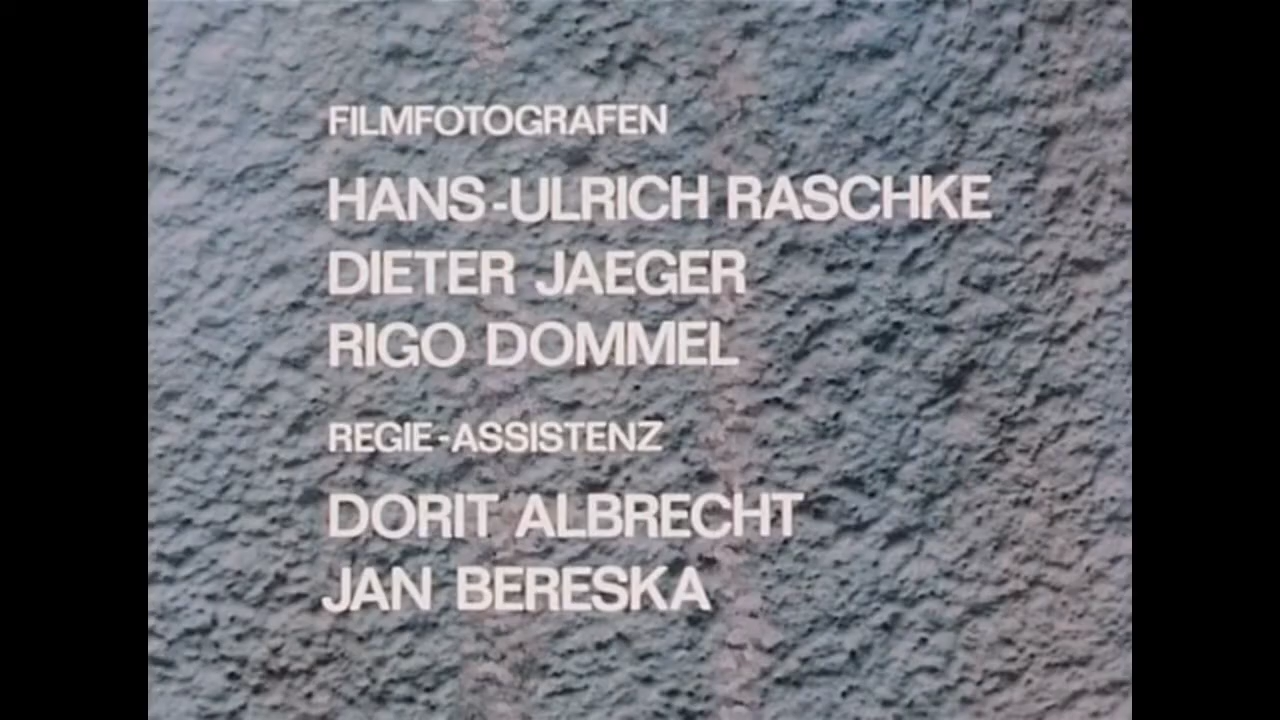 FILMFOTOGRAFEN
HANS-ULRICH RASCHKE
DIETER JAEGER
RIGO DOMMEL
REGIE-ASSISTENZ
DORIT ALBRECHT
JAN BERESKA